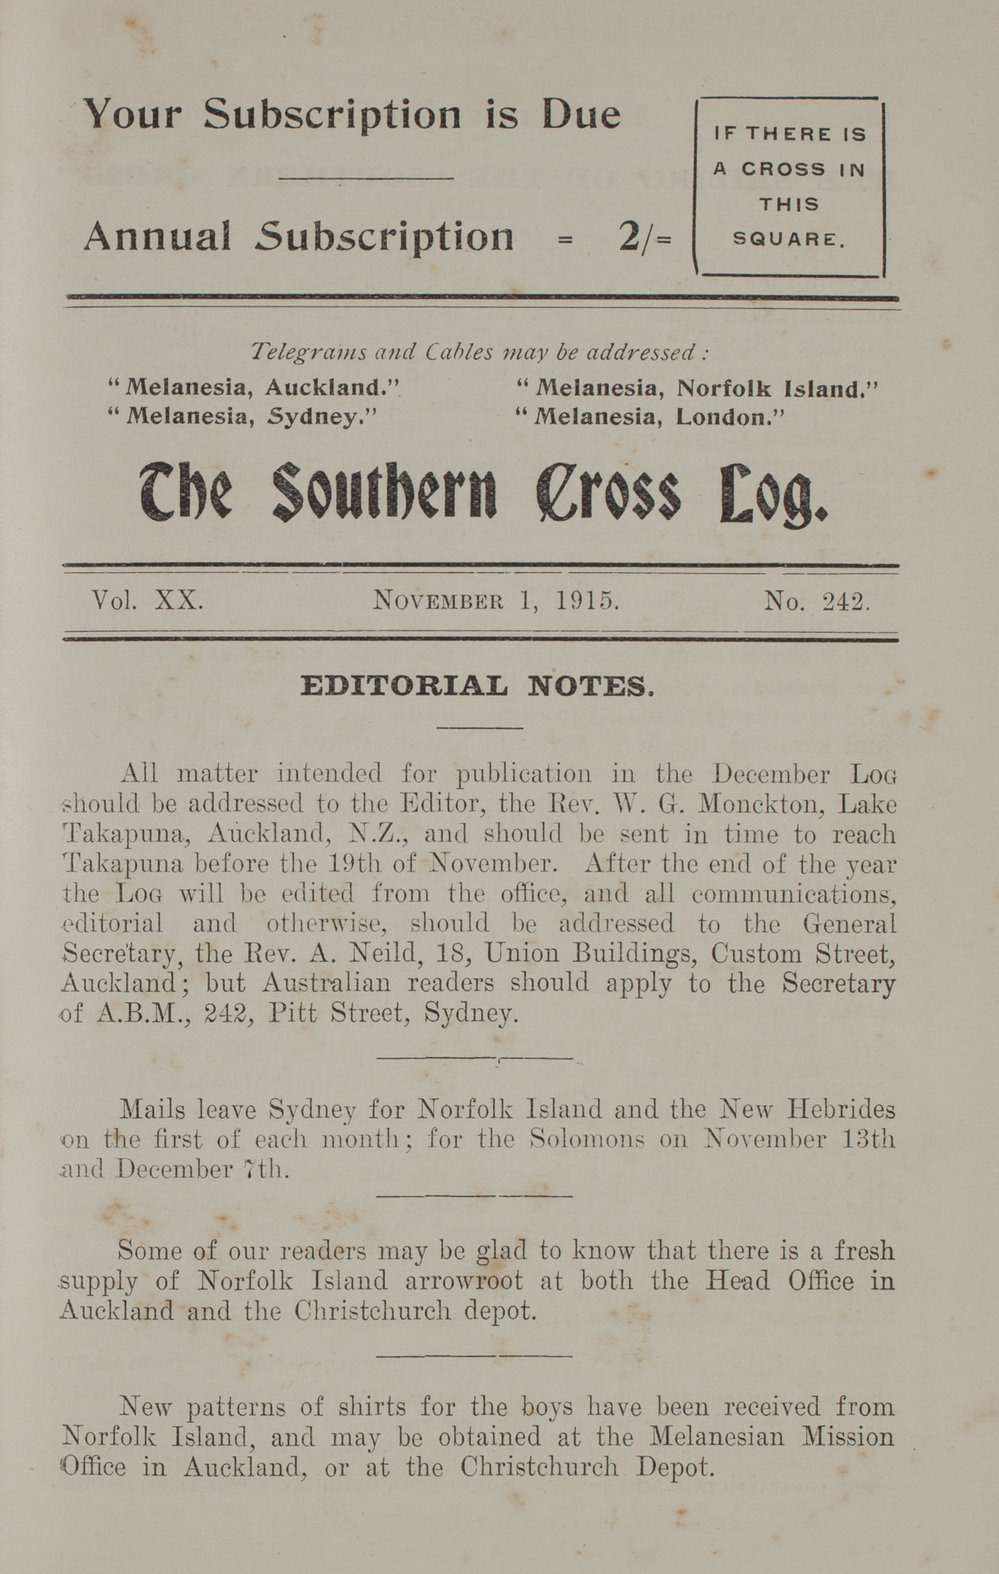 Your Subscription is Due
Annual Subscription = 2/=
IF THERE IS
A CROSS IN
THIS
SQUARE.
Telegrams and Cables may be addressed :
"Melanesia, Auckland." "Melanesia, Norfolk Island."
"Melanesia, Sydney." "Melanesia, London."
The Southern Cross Log.
Vol. XX. November 1, 1915. No. 242.
EDITORIAL NOTES.
All matter intended for publication in the December Log
should be addressed to the Editor, the Rev. W. G. Monckton, Lake
Takapuna, Auckland, N.Z., and should be sent in time to reach
Takapuna before the 19th of November. After the end of the year
the Log will be edited from the office, and all communications,
editorial and otherwise, should be addressed to the General
Secretary, the Rev. A. Neild, 18, Union Buildings, Custom Street,
Auckland; but Australian readers should apply to the Secretary
of A.B.M., 242, Pitt Street, Sydney.
Mails leave Sydney for Norfolk Island and the New Hebrides
on the first of each month; for the Solomons on November 13th
and December 7th.
Some of our readers may be glad to know that there is a fresh
supply of Norfolk Island arrowroot at both the Head Office in
Auckland and the Christchurch depot.
New patterns of shirts for the boys have been received from
Norfolk Island, and may be obtained at the Melanesian Mission
Office in Auckland, or at the Christchurch Depot.